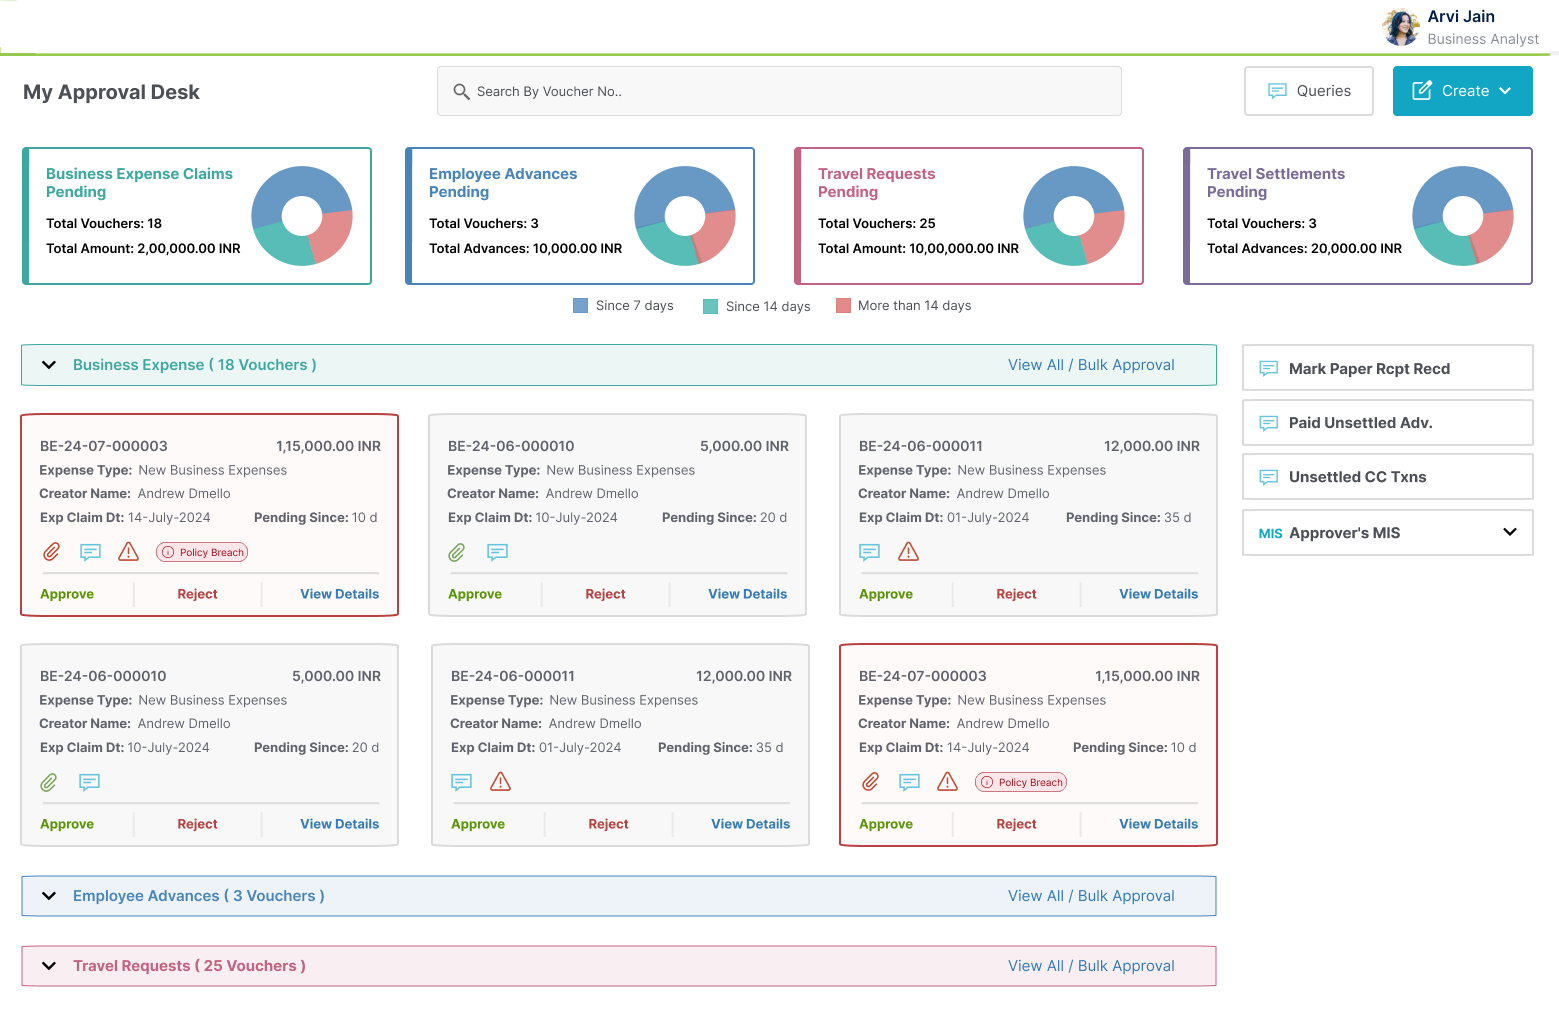 Arvi Jain
Business Analyst
My Approval Desk
Search By Voucher No..
Queries
Create
Business Expense Claims
Pending
Total Vouchers: 18
Total Amount: 2,00,000.00 INR
Employee Advances
Pending
Total Vouchers: 3
Total Advances: 10,000.00 INR
Travel Requests
Pending
Total Vouchers: 25
Total Amount: 10,00,000.00 INR
Travel Settlements
Pending
Total Vouchers: 3
Total Advances: 20,000.00 INR
Since 7 days
Since 14 days
More than 14 days
Business Expense ( 18 Vouchers )
View All / Bulk Approval
BE-24-07-000003 1,15,000.00 INR
Expense Type: New Business Expenses
Creator Name: Andrew Dmello
Exp Claim Dt: 14-July-2024 Pending Since: 10 d
Policy Breach
Approve Reject View Details
BE-24-06-000010 5,000.00 INR
Expense Type: New Business Expenses
Creator Name: Andrew Dmello
Exp Claim Dt: 10-July-2024 Pending Since: 20 d
Approve Reject View Details
BE-24-06-000011 12,000.00 INR
Expense Type: New Business Expenses
Creator Name: Andrew Dmello
Exp Claim Dt: 01-July-2024 Pending Since: 35 d
Approve Reject View Details
BE-24-06-000010 5,000.00 INR
Expense Type: New Business Expenses
Creator Name: Andrew Dmello
Exp Claim Dt: 10-July-2024 Pending Since: 20 d
Approve Reject View Details
BE-24-06-000011 12,000.00 INR
Expense Type: New Business Expenses
Creator Name: Andrew Dmello
Exp Claim Dt: 01-July-2024 Pending Since: 35 d
Approve Reject View Details
BE-24-07-000003 1,15,000.00 INR
Expense Type: New Business Expenses
Creator Name: Andrew Dmello
Exp Claim Dt: 14-July-2024 Pending Since: 10 d
Policy Breach
Approve Reject View Details
Employee Advances ( 3 Vouchers )
View All / Bulk Approval
Travel Requests ( 25 Vouchers )
View All / Bulk Approval
Mark Paper Rcpt Recd
Paid Unsettled Adv.
Unsettled CC Txns
MIS Approver's MIS